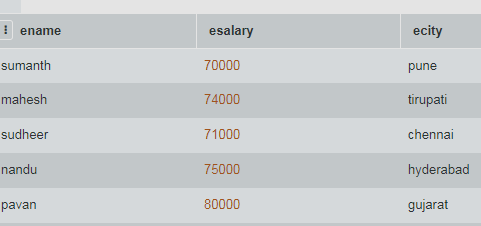 ename esalary ecity
sumanth 70000 pune
mahesh 74000 tirupati
sudheer 71000 chennai
nandu 75000 hyderabad
pavan 80000 gujarat